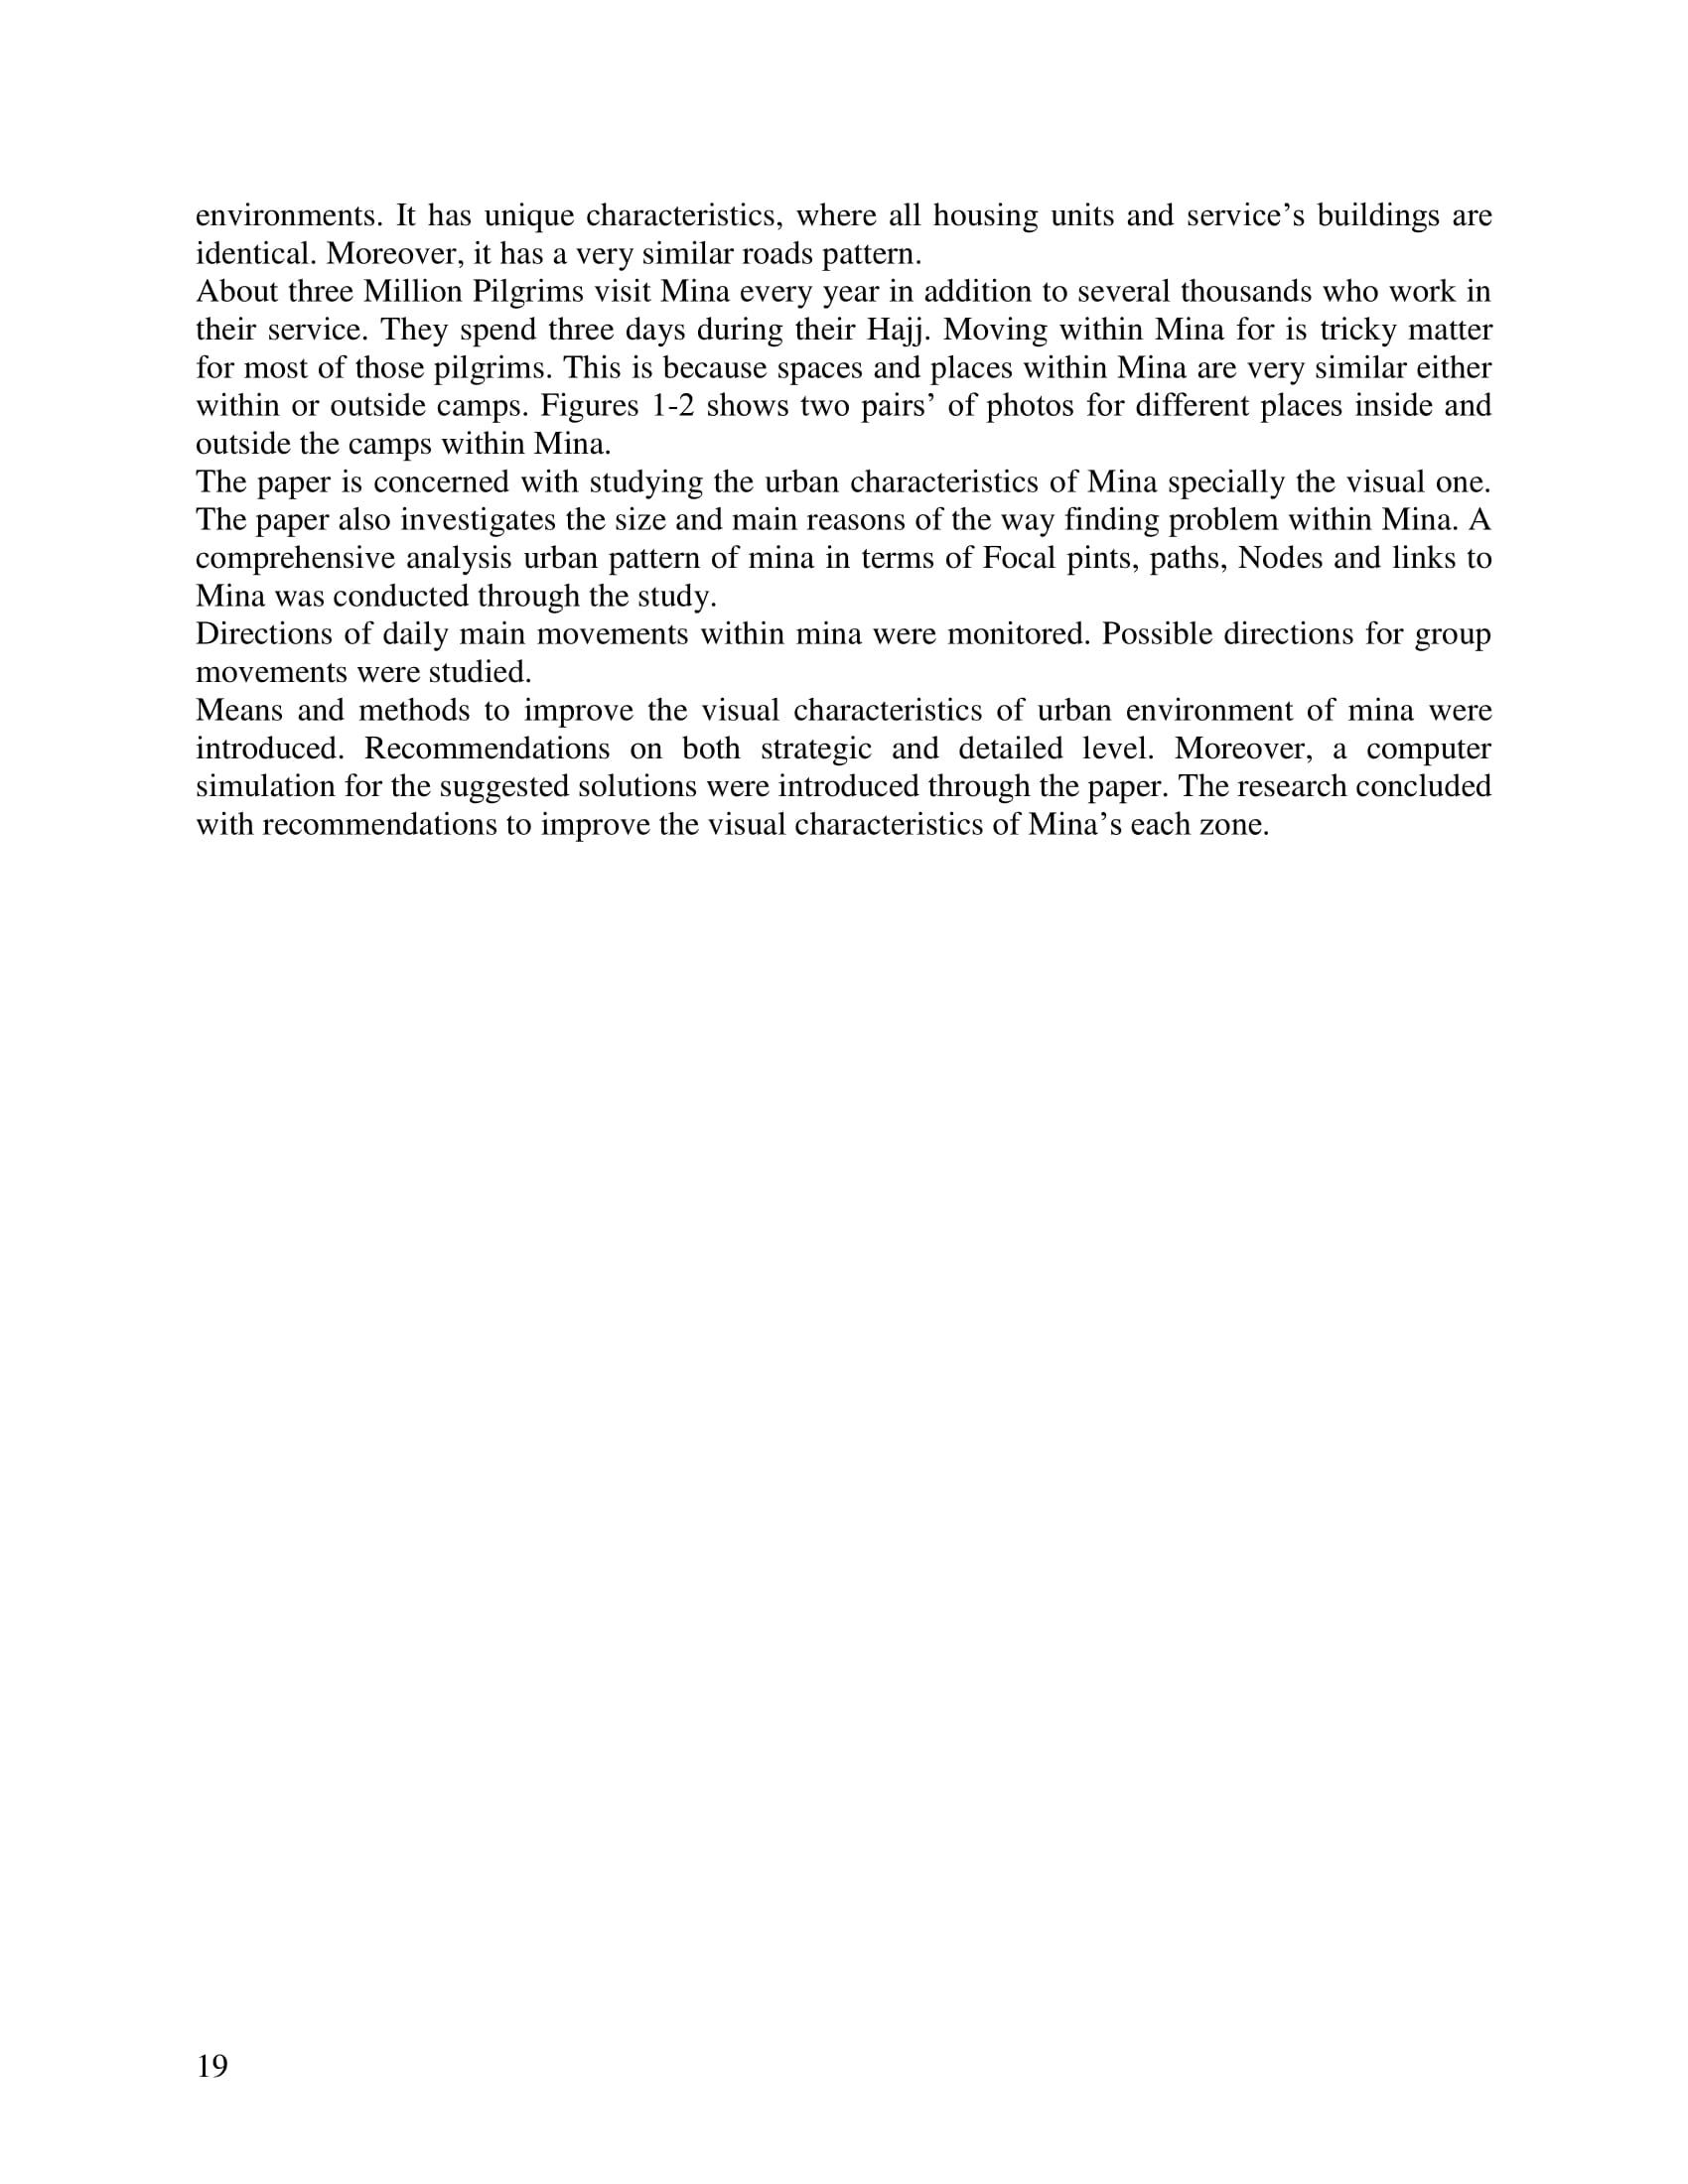 environments. It has unique characteristics, where all housing units and service’s buildings are
identical. Moreover, it has a very similar roads pattern.
About three Million Pilgrims visit Mina every year in addition to several thousands who work in
their service. They spend three days during their Hajj. Moving within Mina for is tricky matter
for most of those pilgrims. This is because spaces and places within Mina are very similar either
within or outside camps. Figures 1-2 shows two pairs’ of photos for different places inside and
outside the camps within Mina.
The paper is concerned with studying the urban characteristics of Mina specially the visual one.
The paper also investigates the size and main reasons of the way finding problem within Mina. A
comprehensive analysis urban pattern of mina in terms of Focal pints, paths, Nodes and links to
Mina was conducted through the study.
Directions of daily main movements within mina were monitored. Possible directions for group
movements were studied.
Means and methods to improve the visual characteristics of urban environment of mina were
introduced. Recommendations on both strategic and detailed level. Moreover, a computer
simulation for the suggested solutions were introduced through the paper. The research concluded
with recommendations to improve the visual characteristics of Mina’s each zone.
19